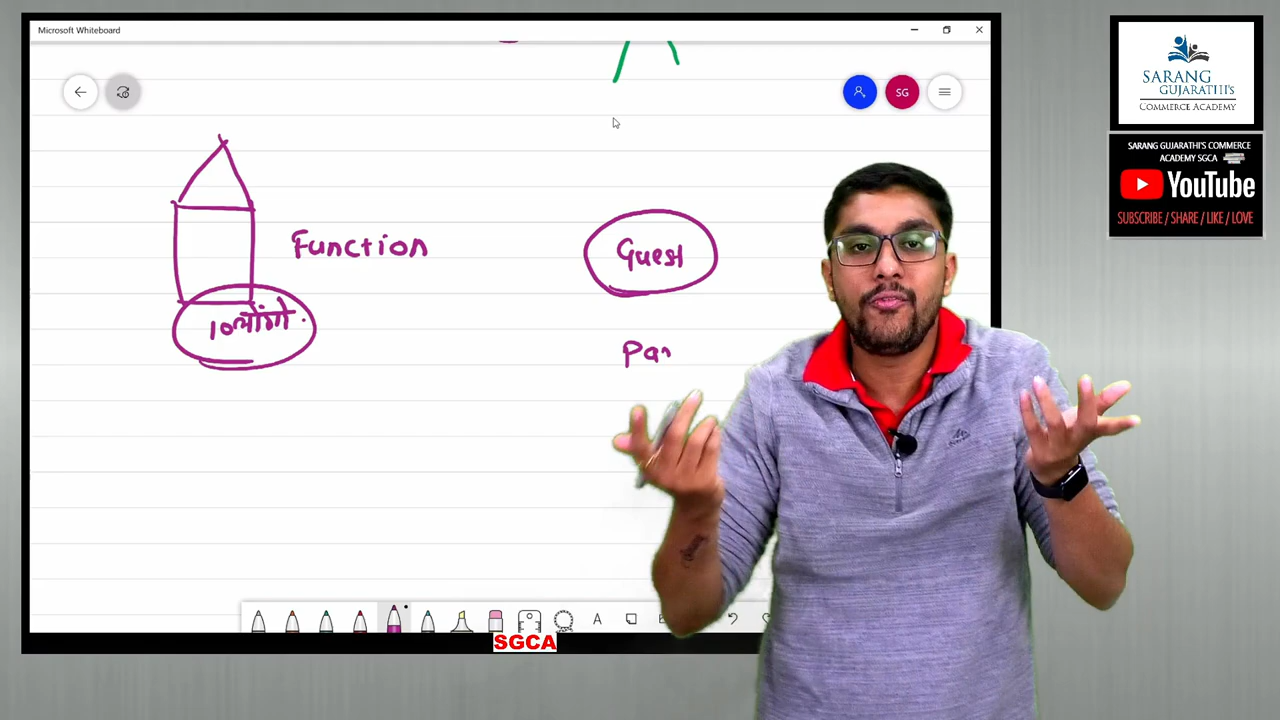 Microsoft Whiteboard
SG
Function
Guest
Par
SARANG
GUJARATHI'S
COMMERCE ACADEMY
SARANG GUJARATHI'S COMMERCE
ACADEMY SGCA
YouTube
SUBSCRIBE / SHARE / LIKE / LOVE
A
SGCA